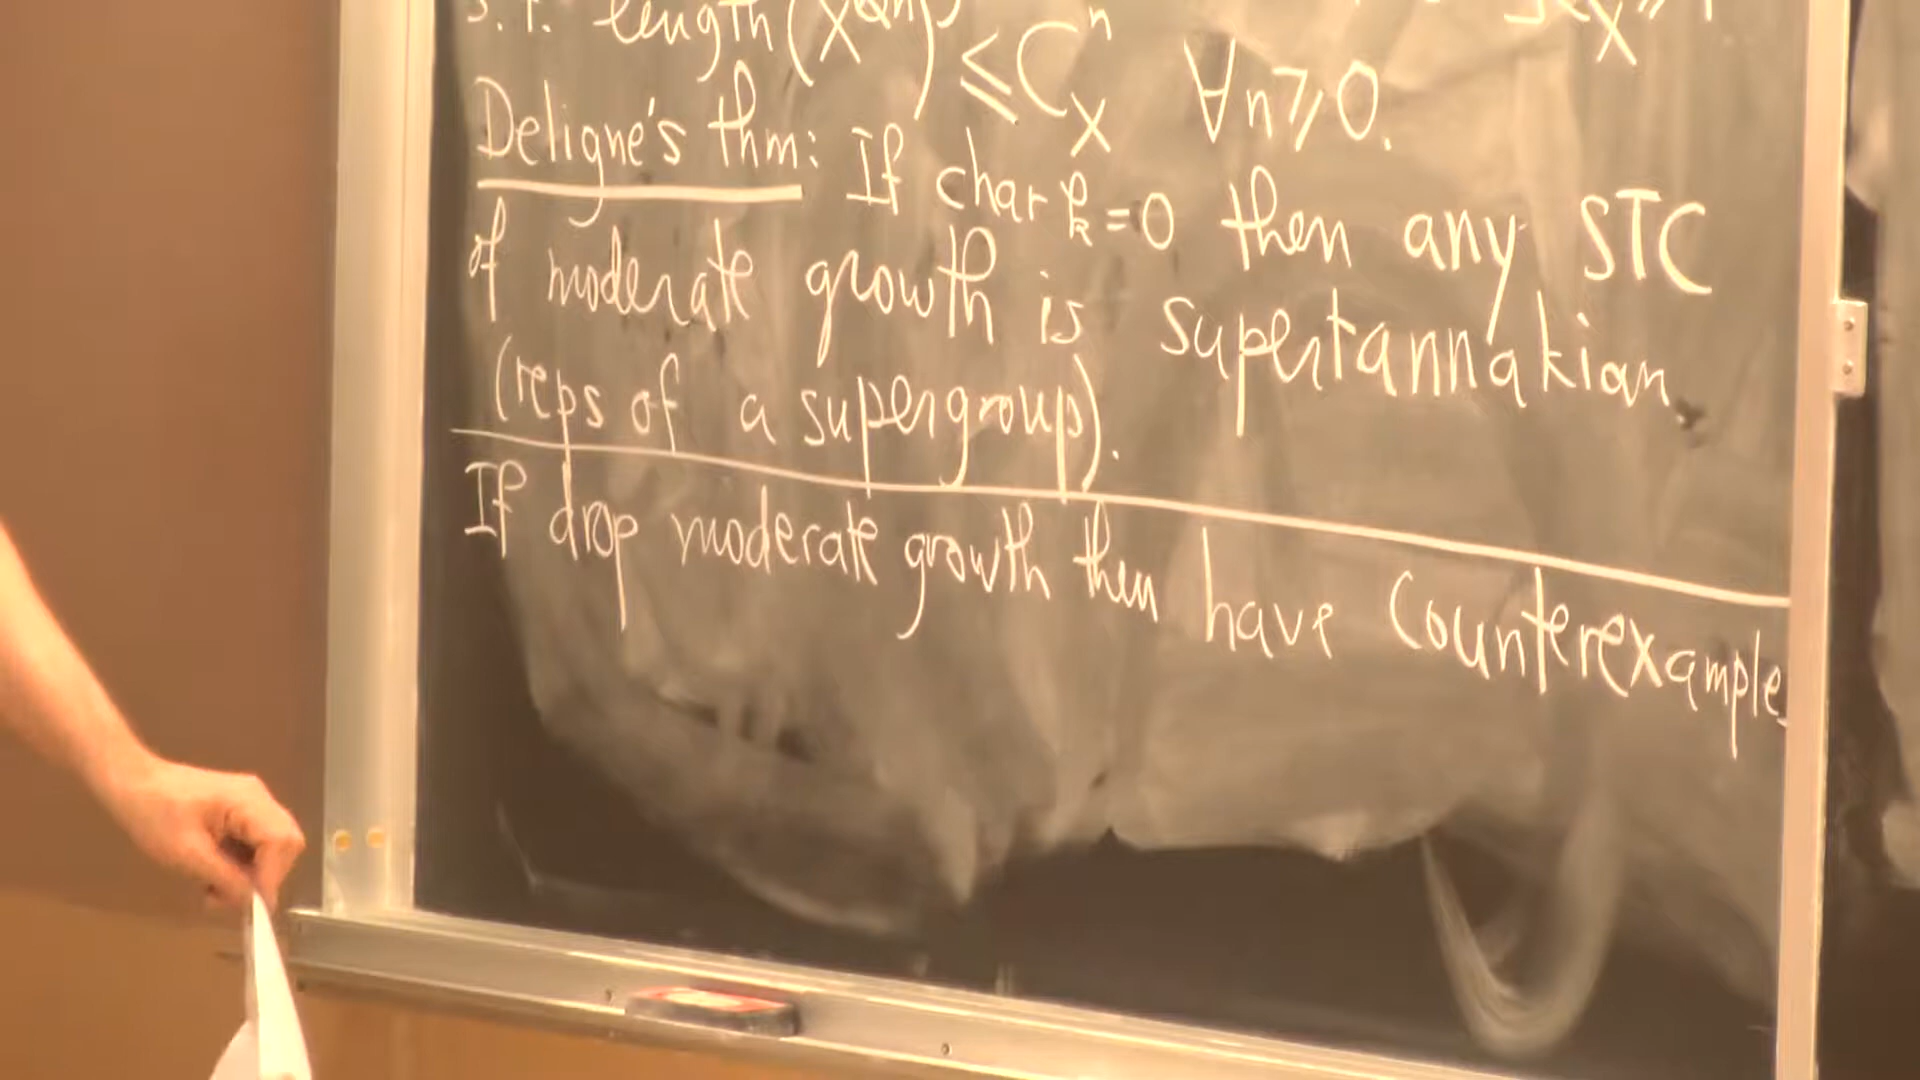 s.t. length(X^{⊗n}) ≤ C_X^n ∀n⩾0.
Deligne's thm: If char k=0 then any STC
of moderate growth is supertannakian
(reps of a supergroup).
If drop moderate growth then have counterexample